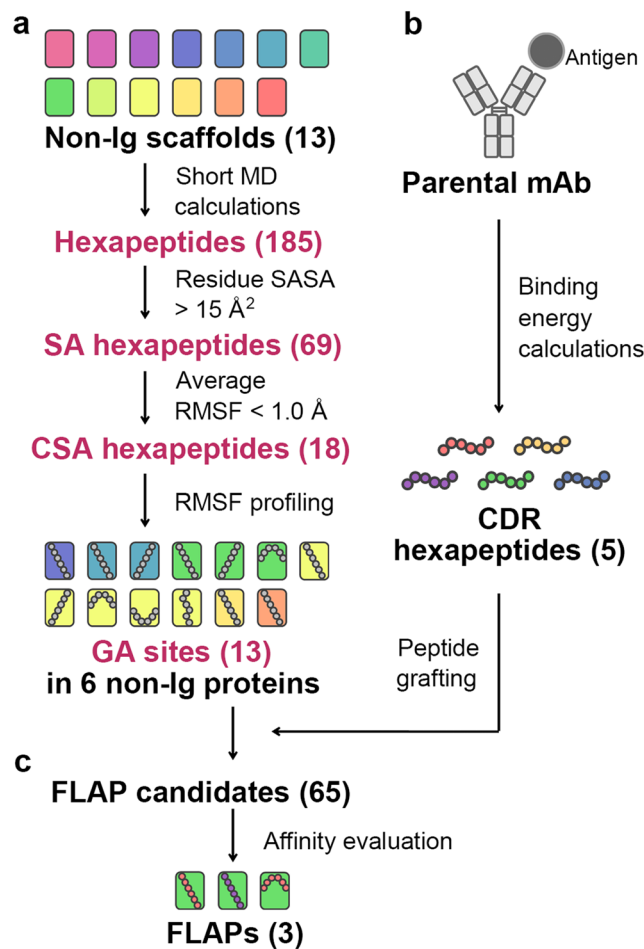 a
Non-Ig scaffolds (13)
Short MD
calculations
Hexapeptides (185)
Residue SASA
> 15 Å²
SA hexapeptides (69)
Average
RMSF < 1.0 Å
CSA hexapeptides (18)
RMSF profiling
GA sites (13)
in 6 non-Ig proteins
b
Antigen
Parental mAb
Binding
energy
calculations
CDR
hexapeptides (5)
Peptide
grafting
c
FLAP candidates (65)
Affinity evaluation
FLAPs (3)